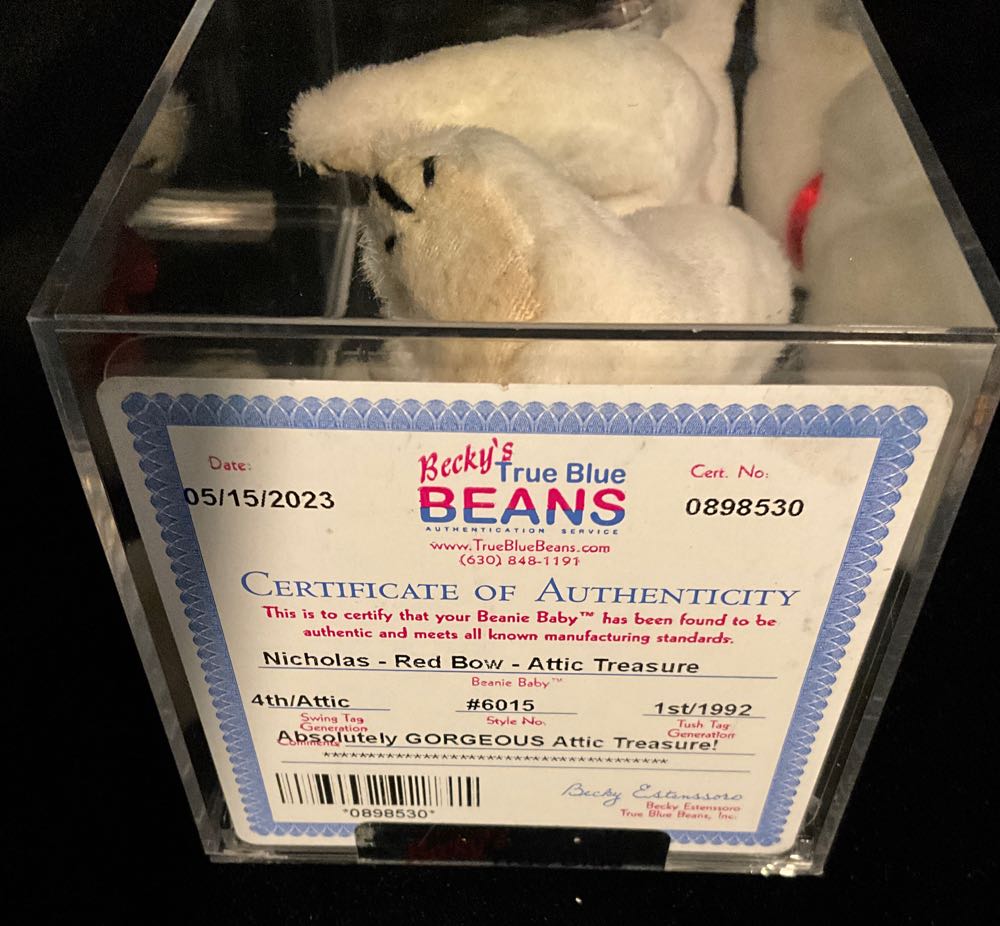 Date:
05/15/2023
Becky's
True Blue
BEANS
AUTHENTICATION SERVICE
www.TrueBlueBeans.com
(630) 848-1191
Cert. No:
0898530
CERTIFICATE OF AUTHENTICITY
This is to certify that your Beanie Baby™ has been found to be
authentic and meets all known manufacturing standards.
Nicholas - Red Bow - Attic Treasure
Beanie Baby™
4th/Attic
Swing Tag
Generation
#6015
Style No.
1st/1992
Tush Tag
Generation
Absolutely GORGEOUS Attic Treasure!
Comments
***********************************
*0898530*
Becky Estenssoro
Becky Estenssoro
True Blue Beans, Inc.